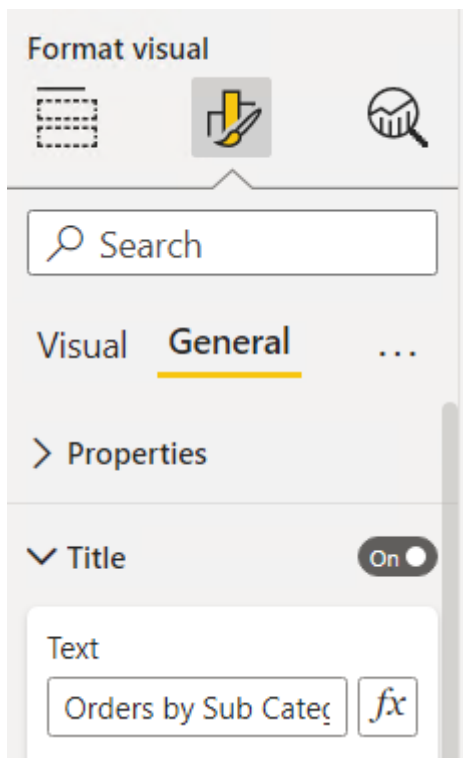 Format visual
Search
Visual General ...
Properties
Title On
Text
Orders by Sub Categ fx